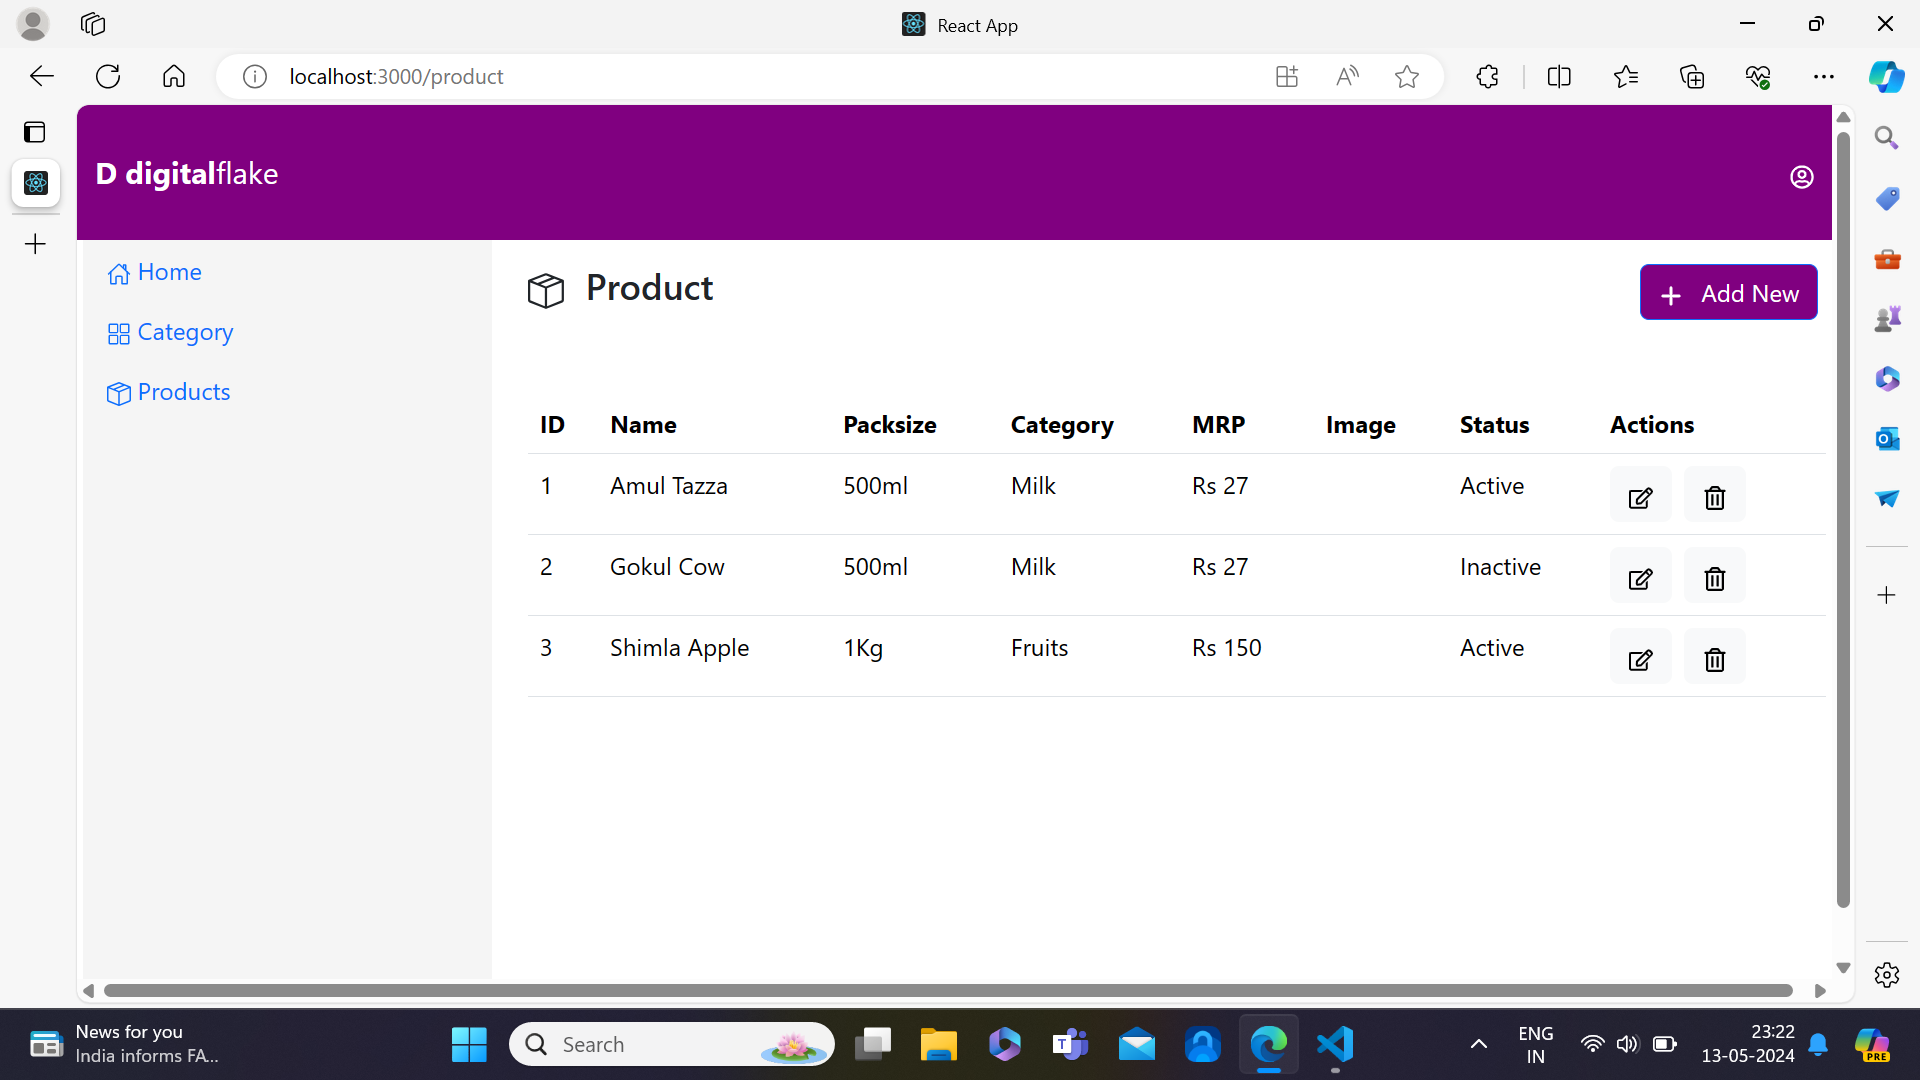 React App
localhost:3000/product
D digitalflake
Home
Category
Products
Product
Add New
ID Name Packsize Category MRP Image Status Actions
1 Amul Tazza 500ml Milk Rs 27 Active
2 Gokul Cow 500ml Milk Rs 27 Inactive
3 Shimla Apple 1Kg Fruits Rs 150 Active
News for you
India informs FA...
Search
ENG
IN
23:22
13-05-2024
PRE